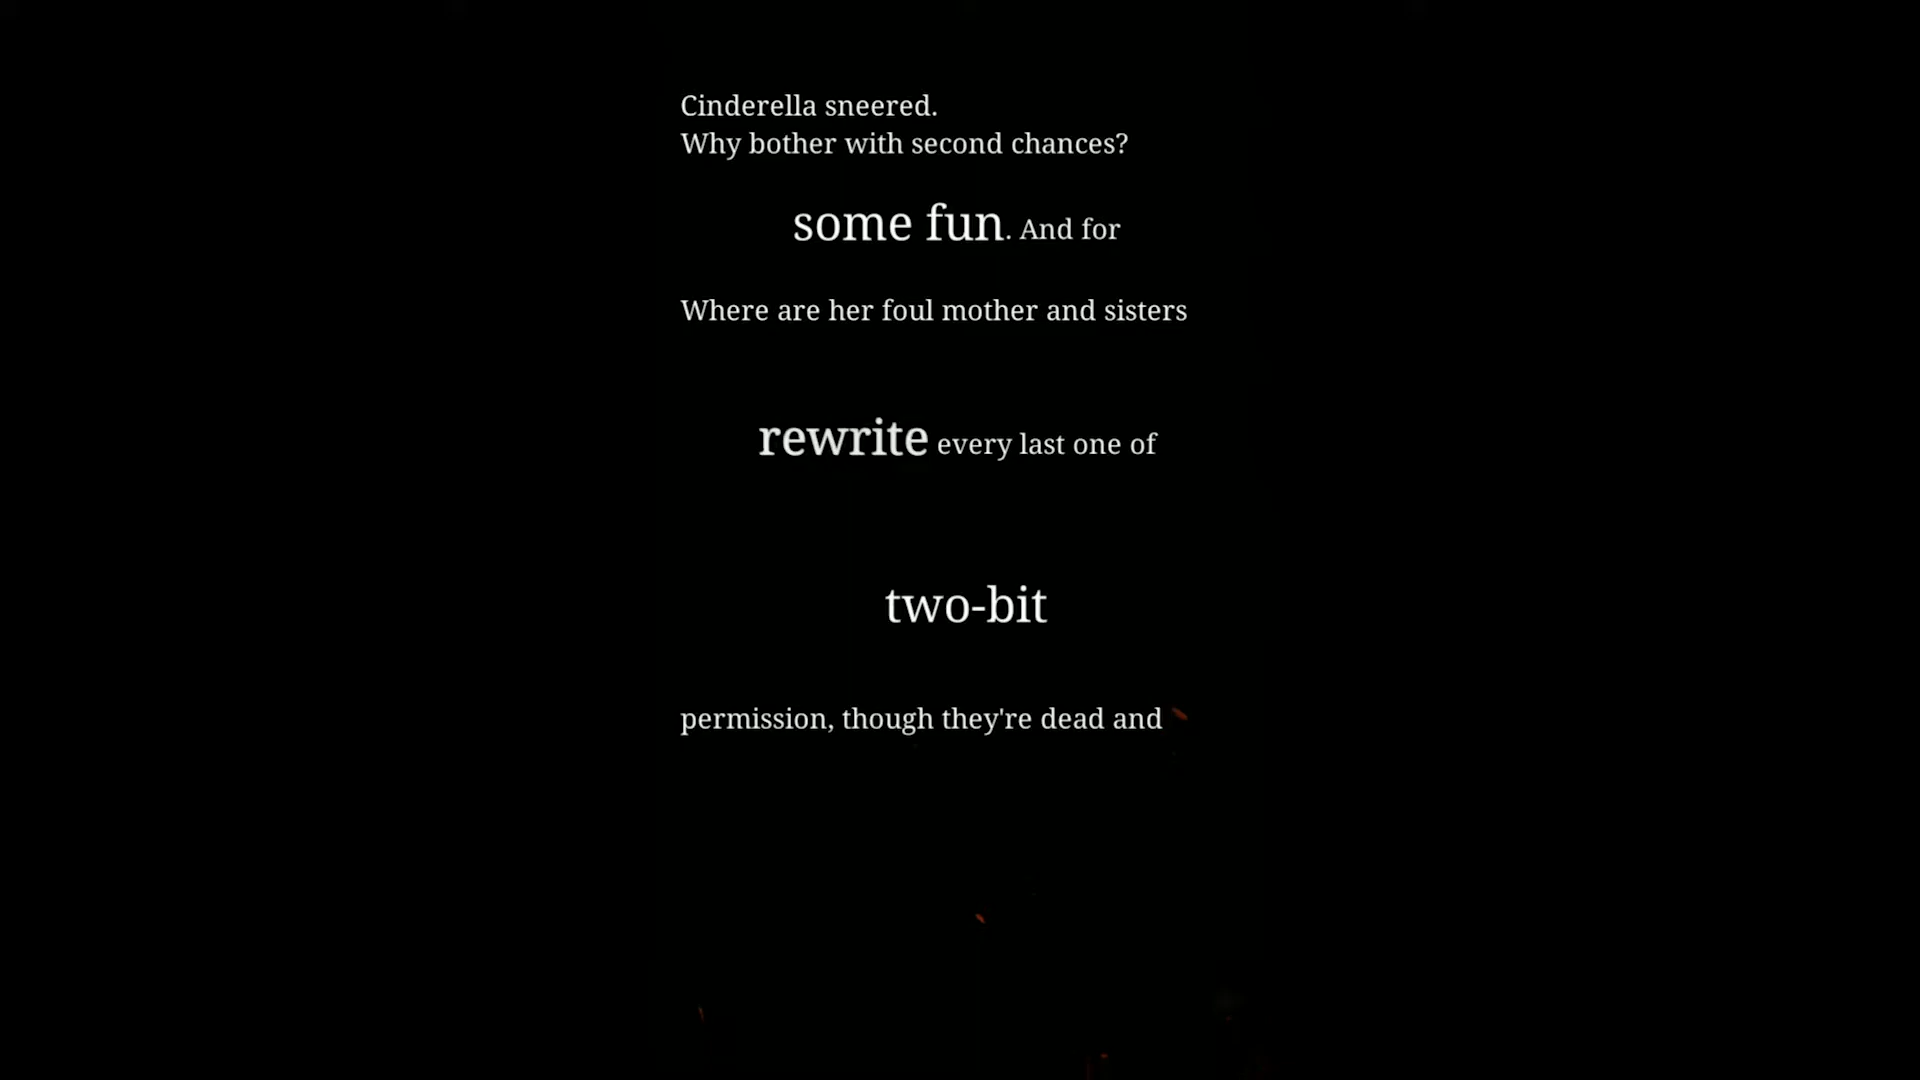 Cinderella sneered.
Why bother with second chances?
some fun. And for
Where are her foul mother and sisters
rewrite every last one of
two-bit
permission, though they're dead and